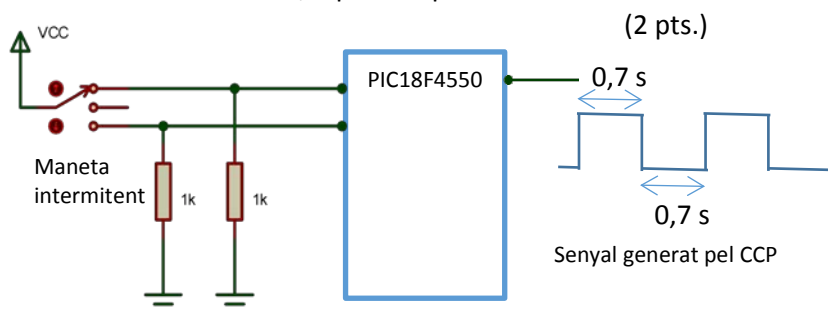 (2 pts.)
VCC
PIC18F4550
0,7 s
Maneta
intermitent
1k
1k
0,7 s
Senyal generat pel CCP